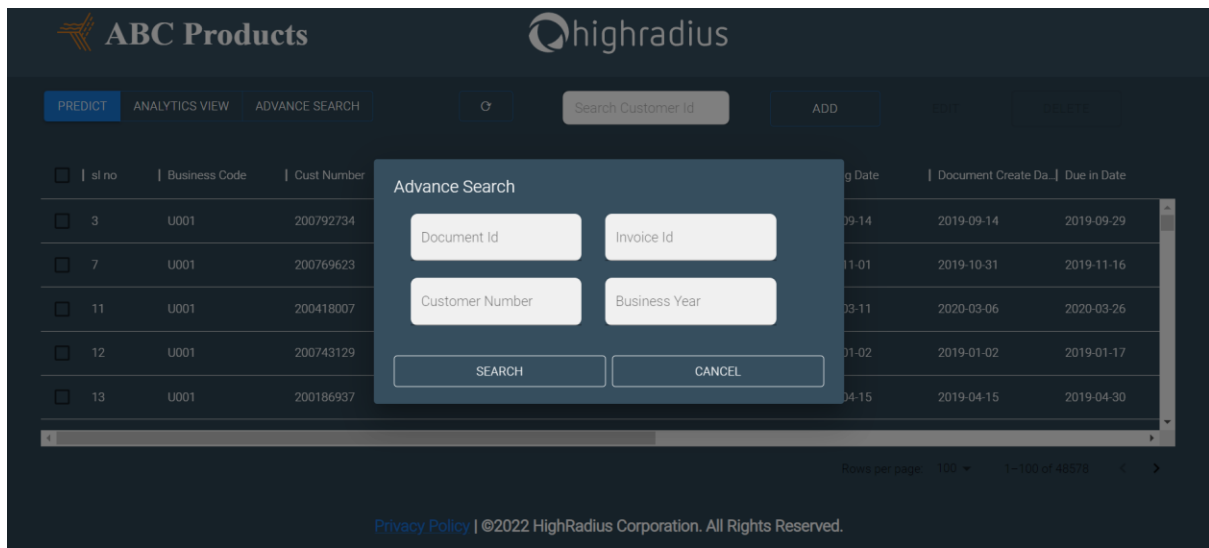 ABC Products highradius
PREDICT ANALYTICS VIEW ADVANCE SEARCH Search Customer Id ADD EDIT DELETE
sl no Business Code Cust Number g Date Document Create Da... Due in Date
Advance Search
3 U001 200792734 09-14 2019-09-14 2019-09-29
Document Id Invoice Id
7 U001 200769623 11-01 2019-10-31 2019-11-16
Customer Number Business Year
11 U001 200418007 03-11 2020-03-06 2020-03-26
12 U001 200743129 01-02 2019-01-02 2019-01-17
SEARCH CANCEL
13 U001 200186937 04-15 2019-04-15 2019-04-30
Rows per page: 100 1–100 of 48578
Privacy Policy | ©2022 HighRadius Corporation. All Rights Reserved.